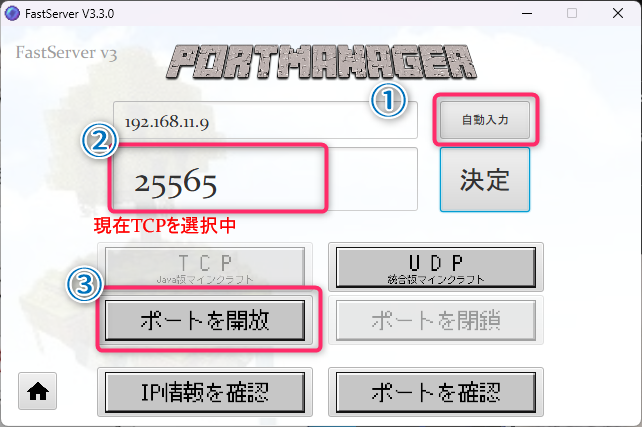 FastServer V3.3.0
FastServer v3
PORTMANAGER
①
192.168.11.9
自動入力
②
25565
決定
現在TCPを選択中
TCP
Java版マインクラフト
UDP
統合版マインクラフト
③
ポートを開放
ポートを閉鎖
IP情報を確認
ポートを確認